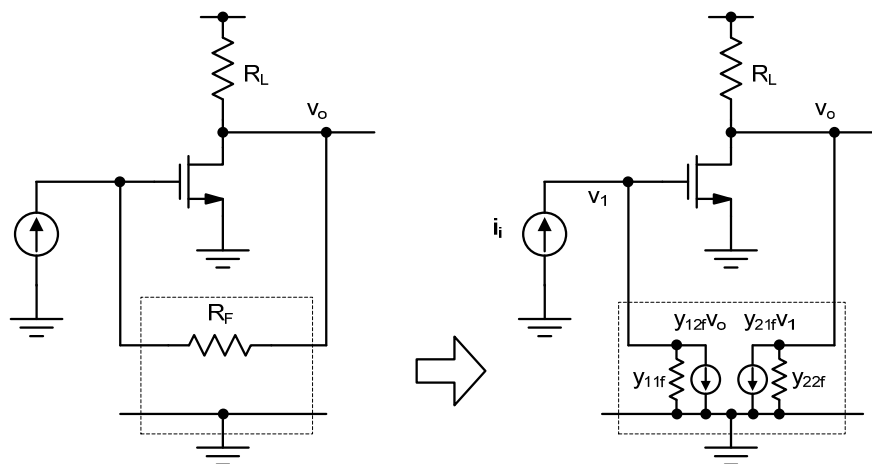 R_L
v_o
R_F
R_L
v_o
v_1
i_i
y_12f v_o y_21f v_1
y_11f
y_22f